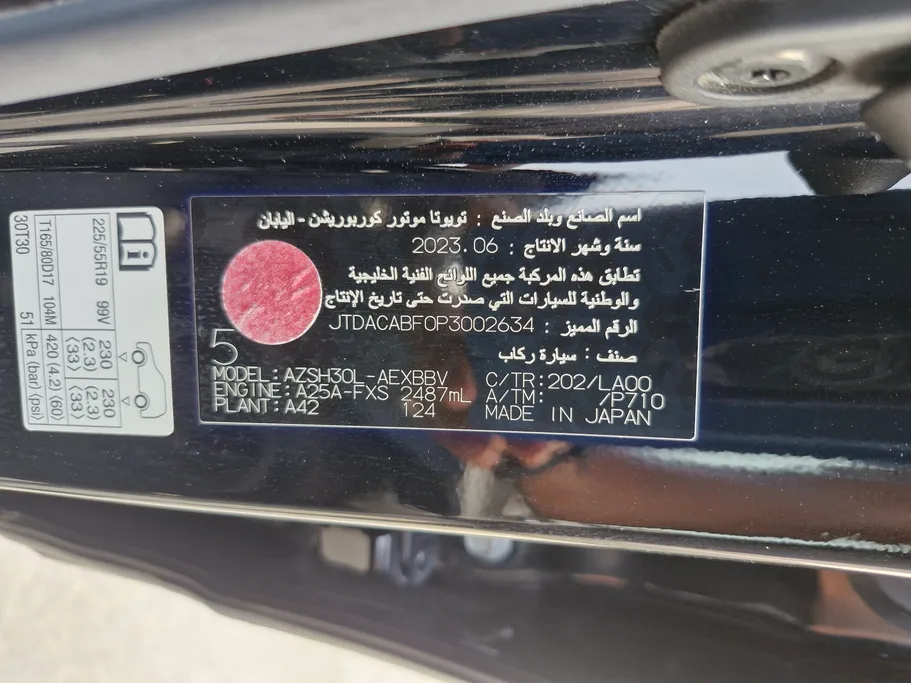 اسم الصانع وبلد الصنع : تويوتا موتور كوربوريشن - اليابان
سنة وشهر الانتاج : 2023.06
تطابق هذه المركبة جميع اللوائح الفنية الخليجية
والوطنية للسيارات التي صدرت حتى تاريخ الإنتاج
الرقم المميز : JTDACABF0P3002634
صنف : سيارة ركاب
5
MODEL:AZSH30L-AEXBBV C/TR:202/LA00
ENGINE:A25A-FXS 2487mL A/TM: /P710
PLANT:A42 124 MADE IN JAPAN
i
225/55R19 99V 230 (2.3) (33) 230 (2.3) (33)
T165/80D17 104M 420 (4.2) (60)
30T30 51 kPa (bar) (psi)